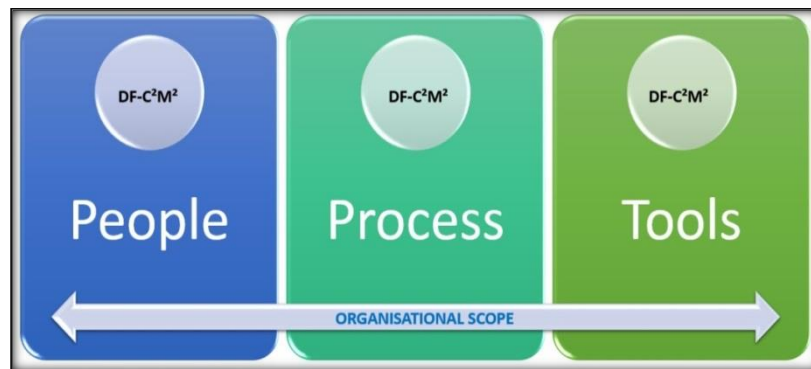 DF-C²M²
DF-C²M²
DF-C²M²
People
Process
Tools
ORGANISATIONAL SCOPE